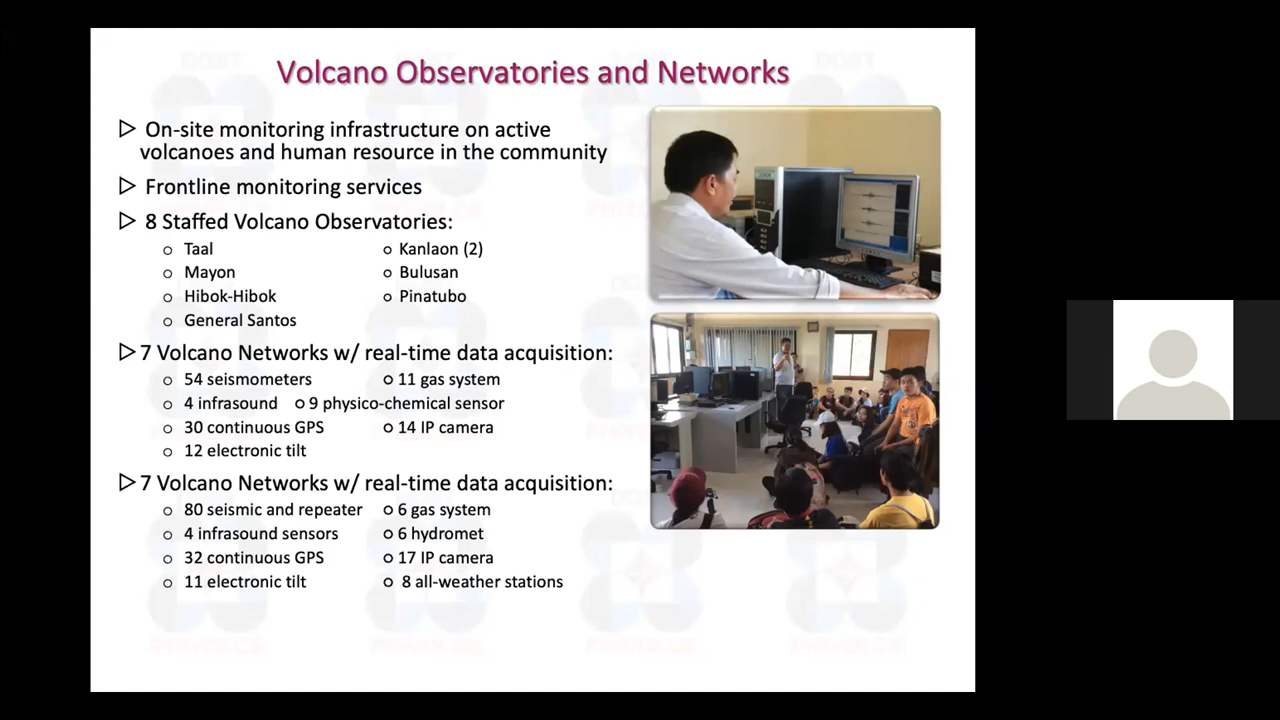 Volcano Observatories and Networks
▷ On-site monitoring infrastructure on active
volcanoes and human resource in the community
▷ Frontline monitoring services
▷ 8 Staffed Volcano Observatories:
o Taal
o Kanlaon (2)
o Mayon
o Bulusan
o Hibok-Hibok
o Pinatubo
o General Santos
▷7 Volcano Networks w/ real-time data acquisition:
o 54 seismometers
o 11 gas system
o 4 infrasound
o 9 physico-chemical sensor
o 30 continuous GPS
o 14 IP camera
o 12 electronic tilt
▷7 Volcano Networks w/ real-time data acquisition:
o 80 seismic and repeater
o 6 gas system
o 4 infrasound sensors
o 6 hydromet
o 32 continuous GPS
o 17 IP camera
o 11 electronic tilt
o 8 all-weather stations